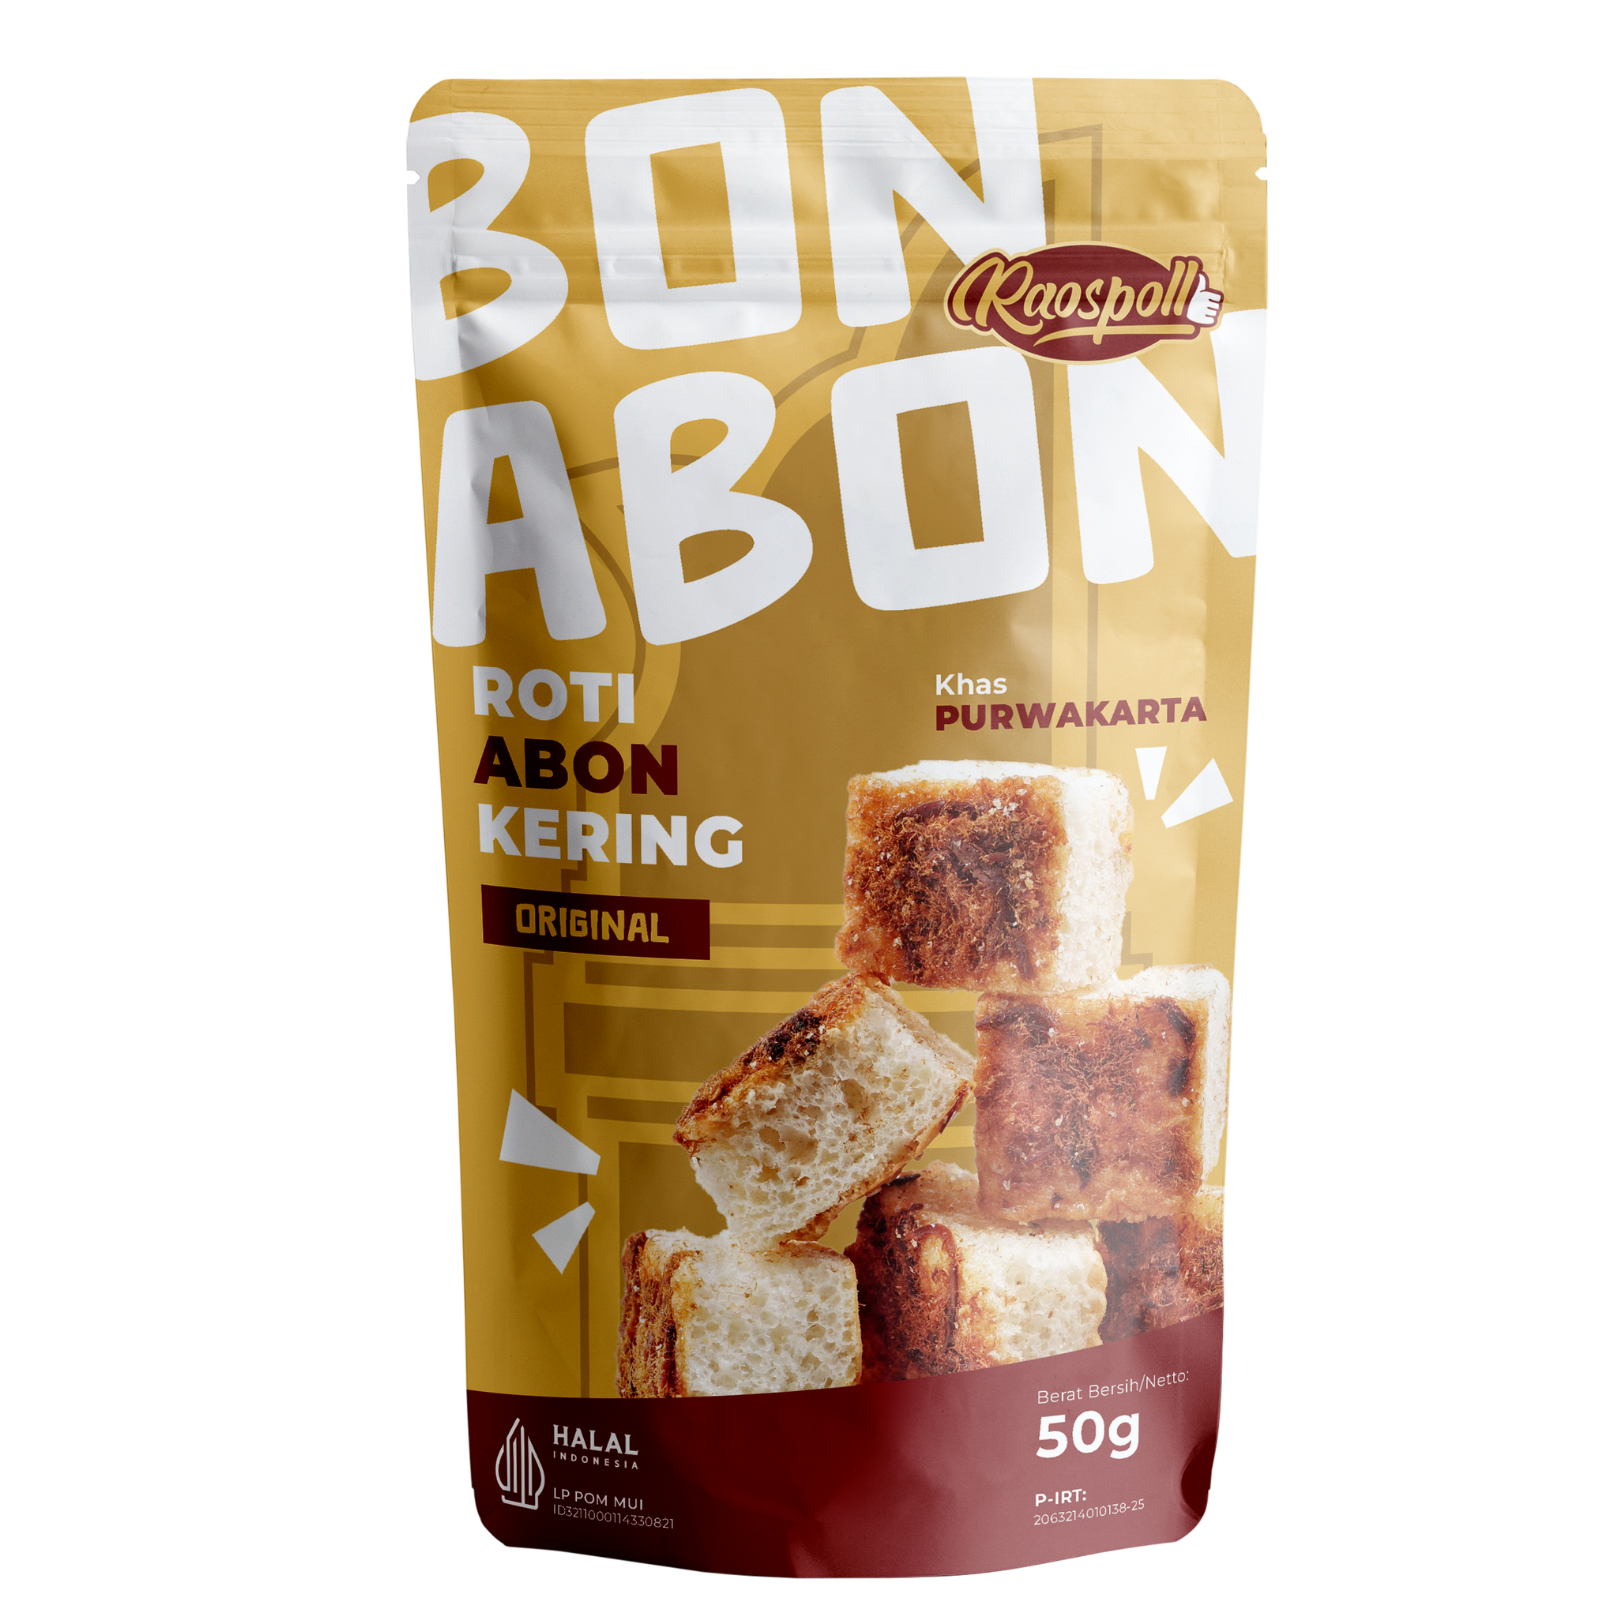 BON
Raospoll
ABON
ROTI
ABON
KERING
ORIGINAL
Khas
PURWAKARTA
HALAL
INDONESIA
LP POM MUI
ID3211000114330821
Berat Bersih/Netto:
50g
P-IRT:
2063214010138-25